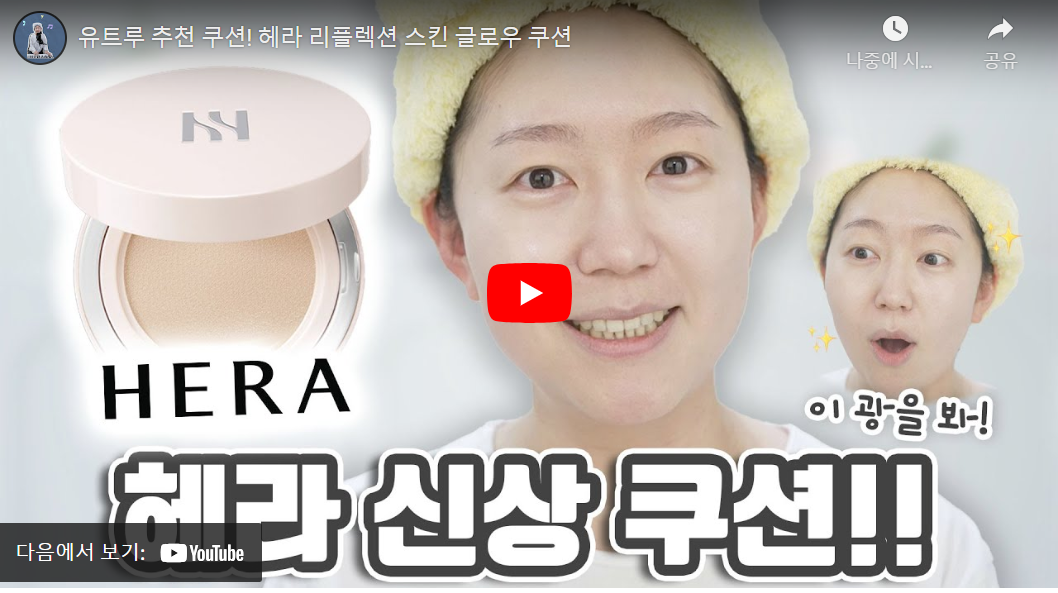 유트루 추천 쿠션! 헤라 리플렉션 스킨 글로우 쿠션
나중에 시...
공유
HERA
이 광을 봐!
헤라 신상 쿠션!!
다음에서 보기: YouTube